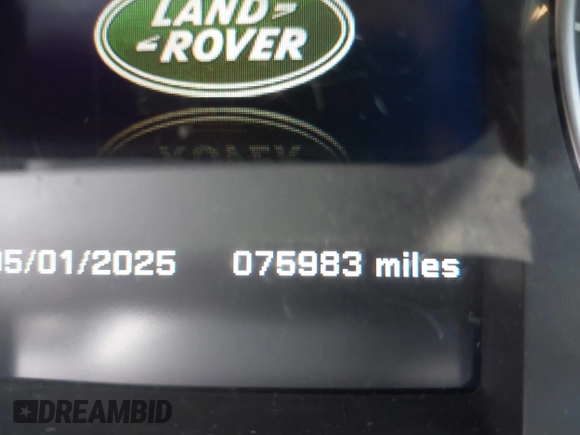 LAND
ROVER
05/01/2025 075983 miles
DREAMBID